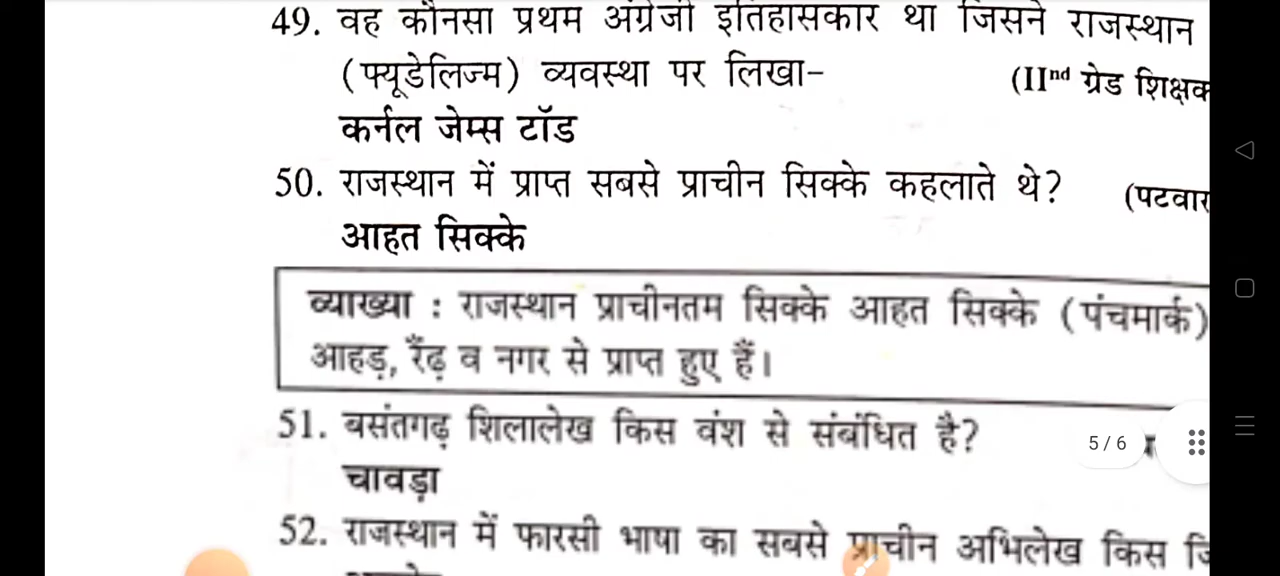 49. वह कौनसा प्रथम अंग्रेजी इतिहासकार था जिसने राजस्थान
(फ्यूडेलिज्म) व्यवस्था पर लिखा-
(IInd ग्रेड शिक्षक
कर्नल जेम्स टॉड
50. राजस्थान में प्राप्त सबसे प्राचीन सिक्के कहलाते थे?
(पटवार
आहत सिक्के
व्याख्या : राजस्थान प्राचीनतम सिक्के आहत सिक्के (पंचमार्क)
आहड़, रैंढ़ व नगर से प्राप्त हुए हैं।
51. बसंतगढ़ शिलालेख किस वंश से संबंधित है?
5/6
चावड़ा
52. राजस्थान में फारसी भाषा का सबसे प्राचीन अभिलेख किस